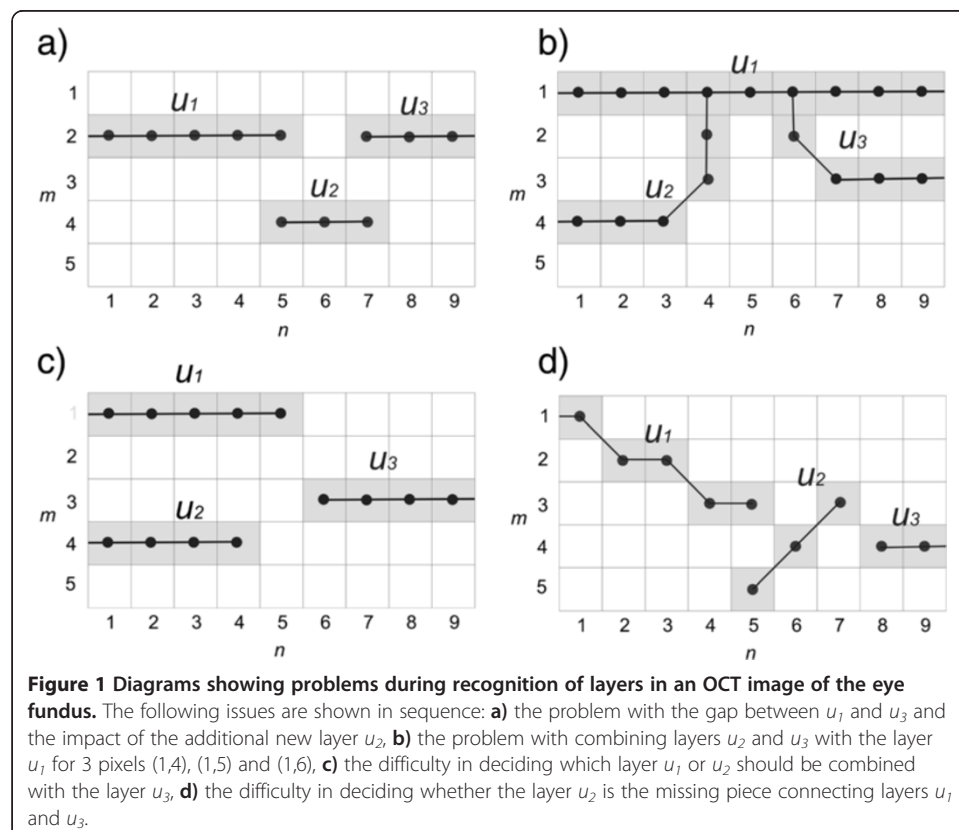 a)
1
u1
u3
2
m
3
u2
4
5
1 2 3 4 5 6 7 8 9
n
b)
u1
1
2
u3
m
3
u2
4
5
1 2 3 4 5 6 7 8 9
n
c)
u1
1
2
u3
m
3
u2
4
5
1 2 3 4 5 6 7 8 9
n
d)
1
u1
2
u2
m
3
u3
4
5
1 2 3 4 5 6 7 8 9
n
Figure 1 Diagrams showing problems during recognition of layers in an OCT image of the eye
fundus. The following issues are shown in sequence: a) the problem with the gap between u1 and u3 and
the impact of the additional new layer u2, b) the problem with combining layers u2 and u3 with the layer
u1 for 3 pixels (1,4), (1,5) and (1,6), c) the difficulty in deciding which layer u1 or u2 should be combined
with the layer u3, d) the difficulty in deciding whether the layer u2 is the missing piece connecting layers u1
and u3.